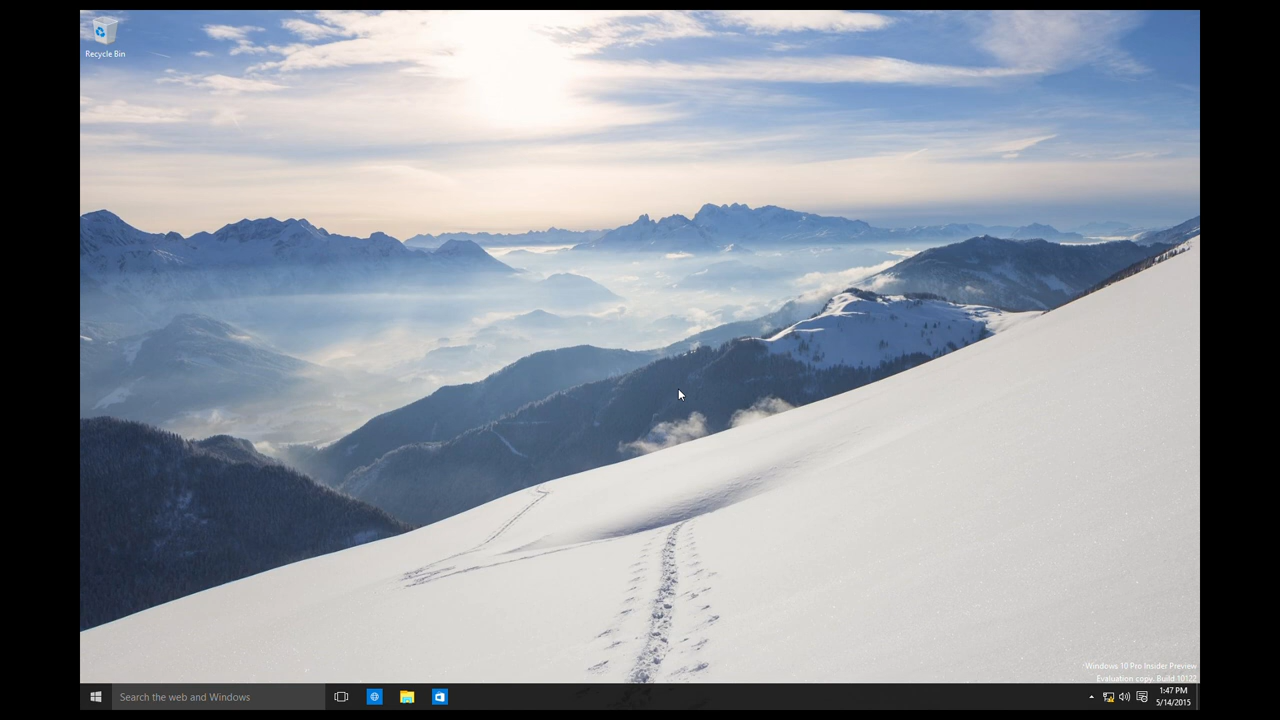 Recycle Bin
Windows 10 Pro Insider Preview
Evaluation copy. Build 10122
Search the web and Windows
1:47 PM
5/14/2015